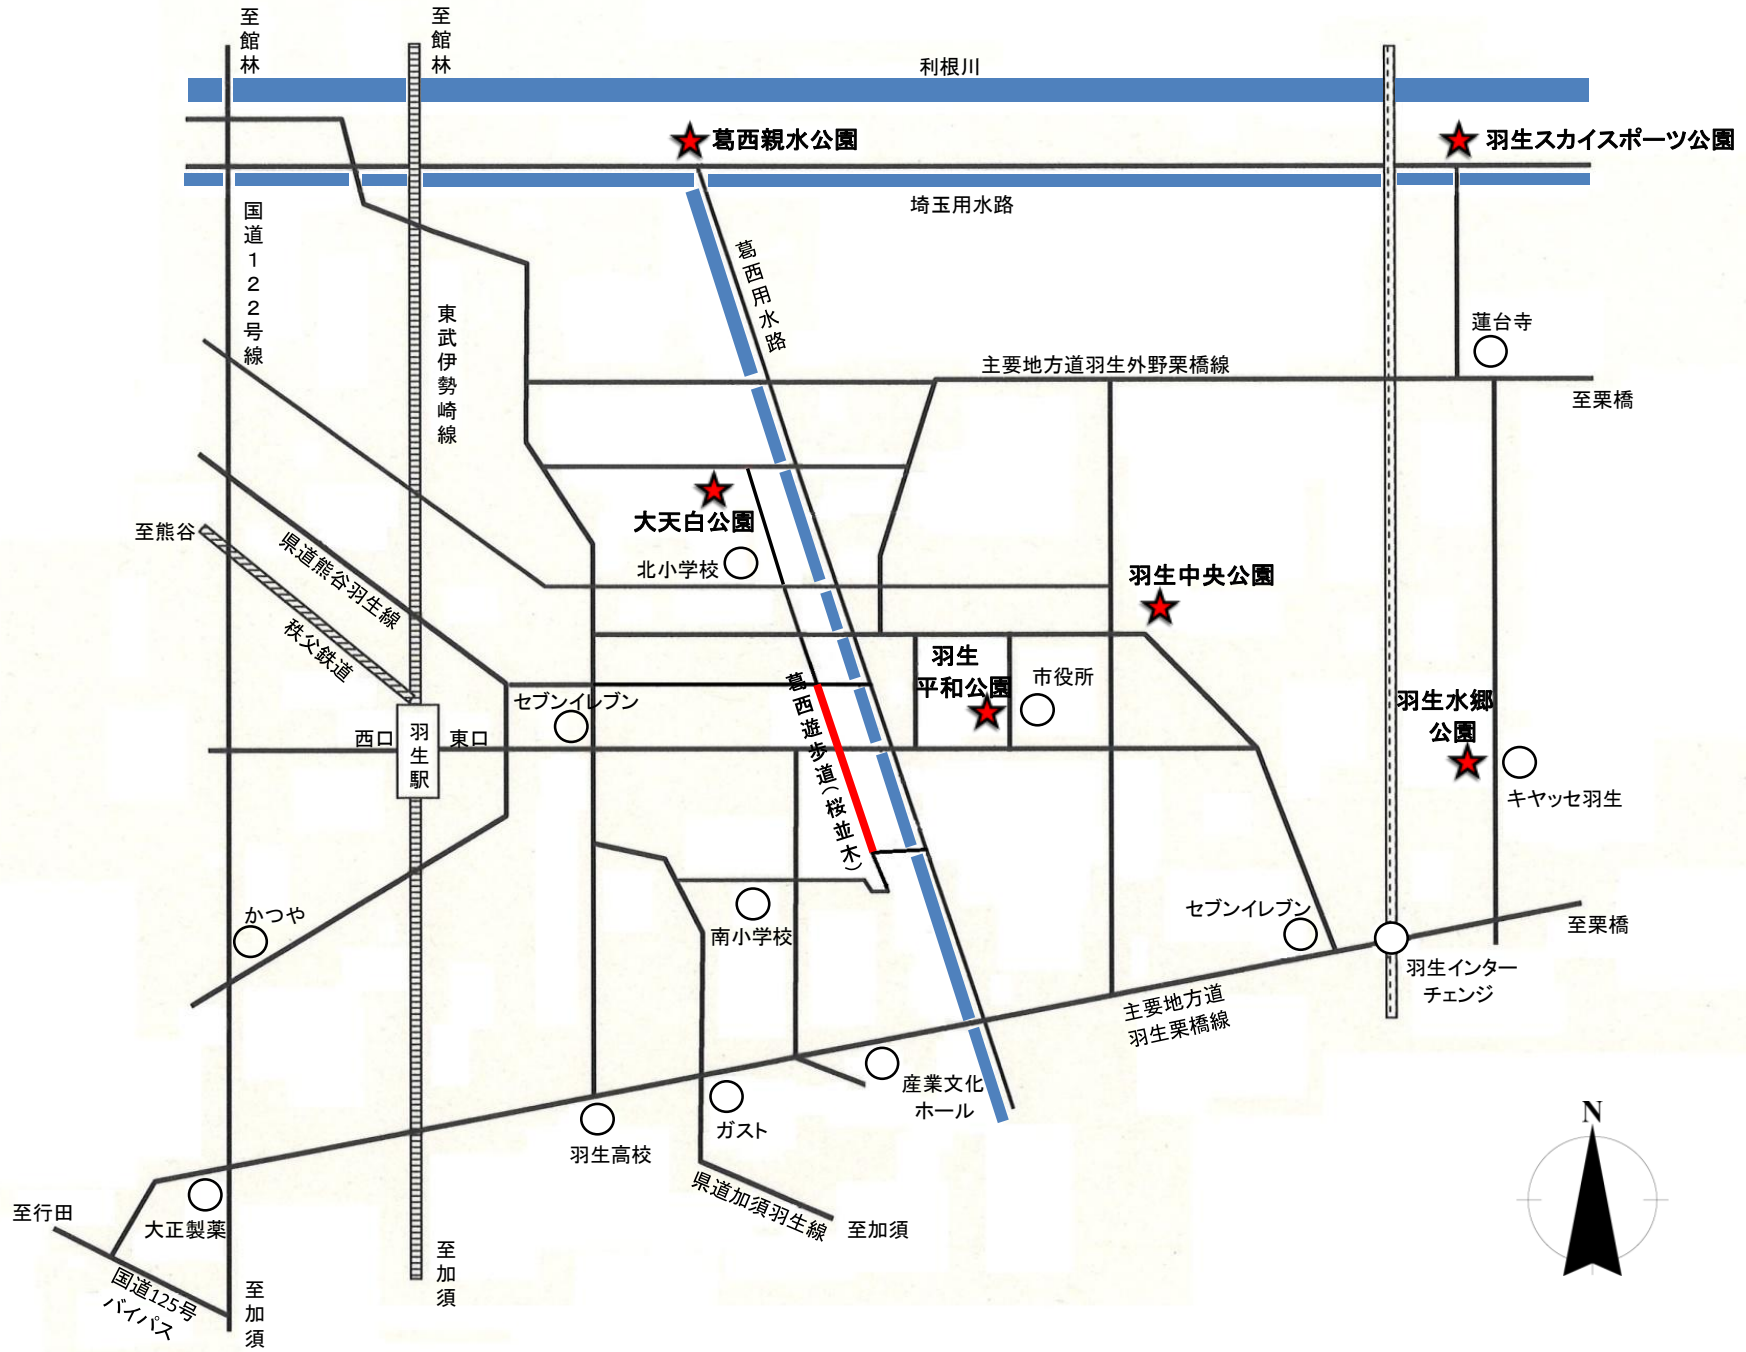 至館林
至館林
利根川
葛西親水公園
羽生スカイスポーツ公園
埼玉用水路
国道122号線
葛西用水路
東武伊勢崎線
蓮台寺
主要地方道羽生外野栗橋線
至栗橋
大天白公園
至熊谷
県道熊谷羽生線
北小学校
羽生中央公園
秩父鉄道
羽生
平和公園
市役所
セブンイレブン
葛西遊歩道(桜並木)
羽生水郷
公園
西口
羽生駅
東口
キヤッセ羽生
かつや
南小学校
セブンイレブン
至栗橋
羽生インター
チェンジ
主要地方道
羽生栗橋線
産業文化
ホール
ガスト
羽生高校
県道加須羽生線
至加須
至行田
大正製薬
国道125号
バイパス
至加須
至加須
N